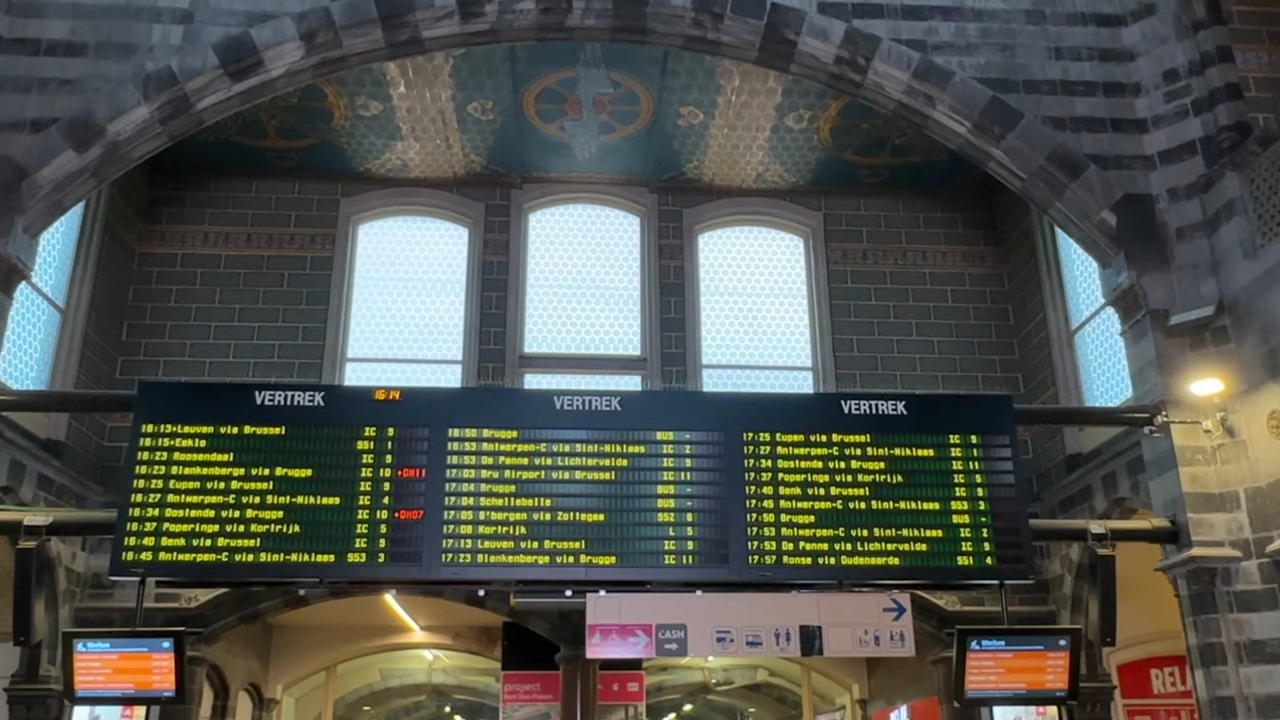 VERTREK 16:14
16:13+Leuven via Brussel IC 9
16:15+Eeklo SS1 1
16:23 Roosendaal IC
16:23 Blankenberge via Brugge IC 10 +0H11
16:25 Eupen via Brussel IC 9
16:27 Antwerpen-C via Sint-Niklaas IC 4
16:34 Oostende via Brugge IC 10 +0H07
16:37 Poperinge via Kortrijk IC 5
16:40 Genk via Brussel IC 9
16:45 Antwerpen-C via Sint-Niklaas S53 3
VERTREK
16:50 Brugge BUS -
16:53 Antwerpen-C via Sint-Niklaas IC 2
16:53 De Panne via Lichtervelde IC 9
17:03 Bru Airport via Brussel IC 11
17:04 Brugge BUS -
17:04 Schellebelle BUS -
17:05 G'bergen via Zottegem S52 8
17:08 Kortrijk L 5
17:13 Leuven via Brussel IC 9
17:23 Blankenberge via Brugge IC 11
VERTREK
17:25 Eupen via Brussel IC 9
17:27 Antwerpen-C via Sint-Niklaas IC 1
17:34 Oostende via Brugge IC 11
17:37 Poperinge via Kortrijk IC 5
17:40 Genk via Brussel IC 9
17:45 Antwerpen-C via Sint-Niklaas S53 3
17:50 Brugge BUS -
17:53 Antwerpen-C via Sint-Niklaas IC 2
17:53 De Panne via Lichtervelde IC 9
17:57 Ronse via Oudenaarde S51 4
CASH
project
RELA